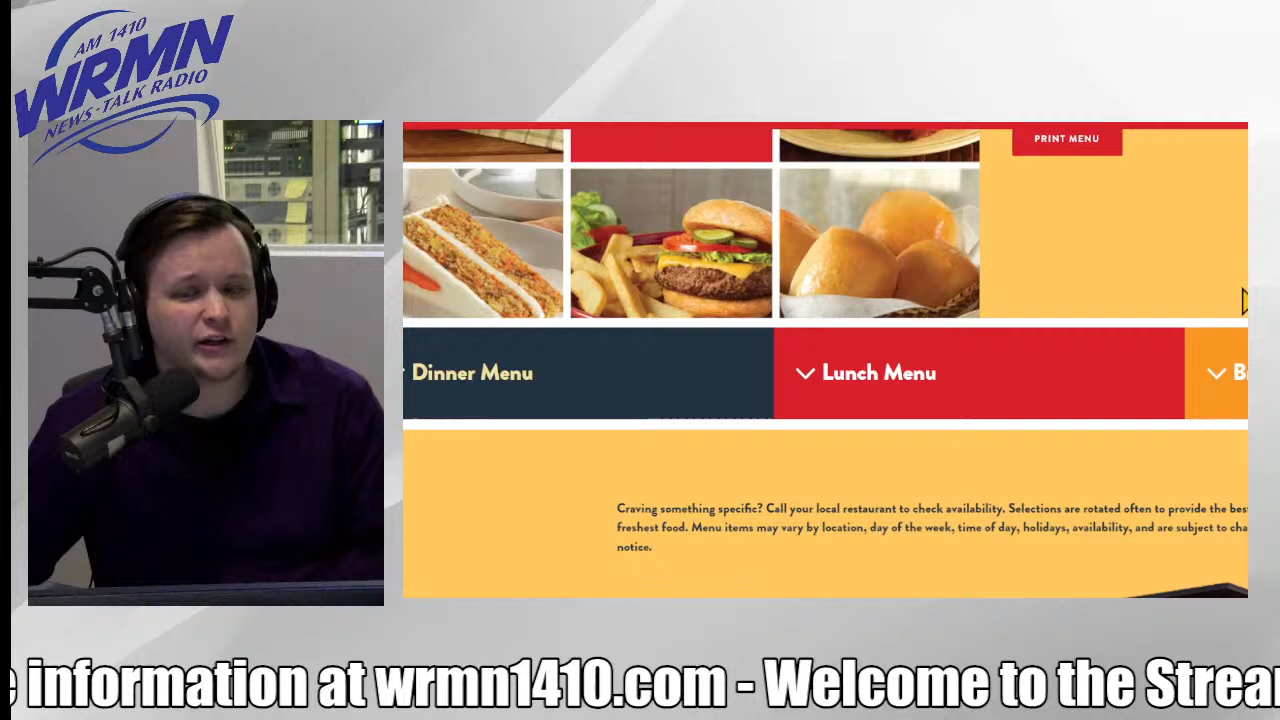 AM 1410
WRMN
NEWS·TALK RADIO
PRINT MENU
Dinner Menu
Lunch Menu
Craving something specific? Call your local restaurant to check availability. Selections are rotated often to provide the best
freshest food. Menu items may vary by location, day of the week, time of day, holidays, availability, and are subject to
notice.
information at wrmn1410.com - Welcome to the